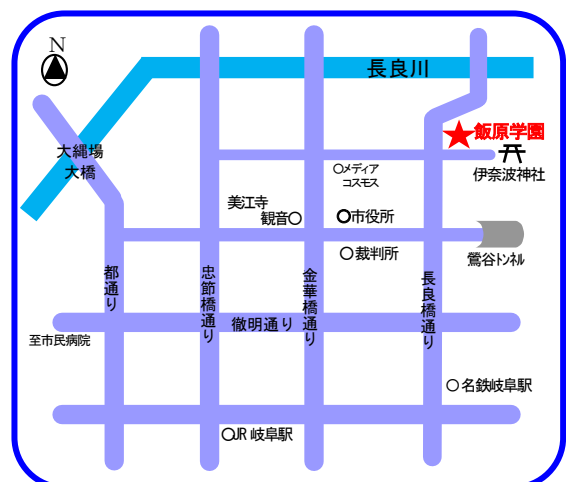 N
長良川
飯原学園
大縄場
大橋
メディア
コスモス
伊奈波神社
美江寺
観音
市役所
裁判所
鶯谷トンネル
都通り
忠節橋通り
金華橋通り
長良橋通り
徹明通り
至市民病院
名鉄岐阜駅
JR岐阜駅